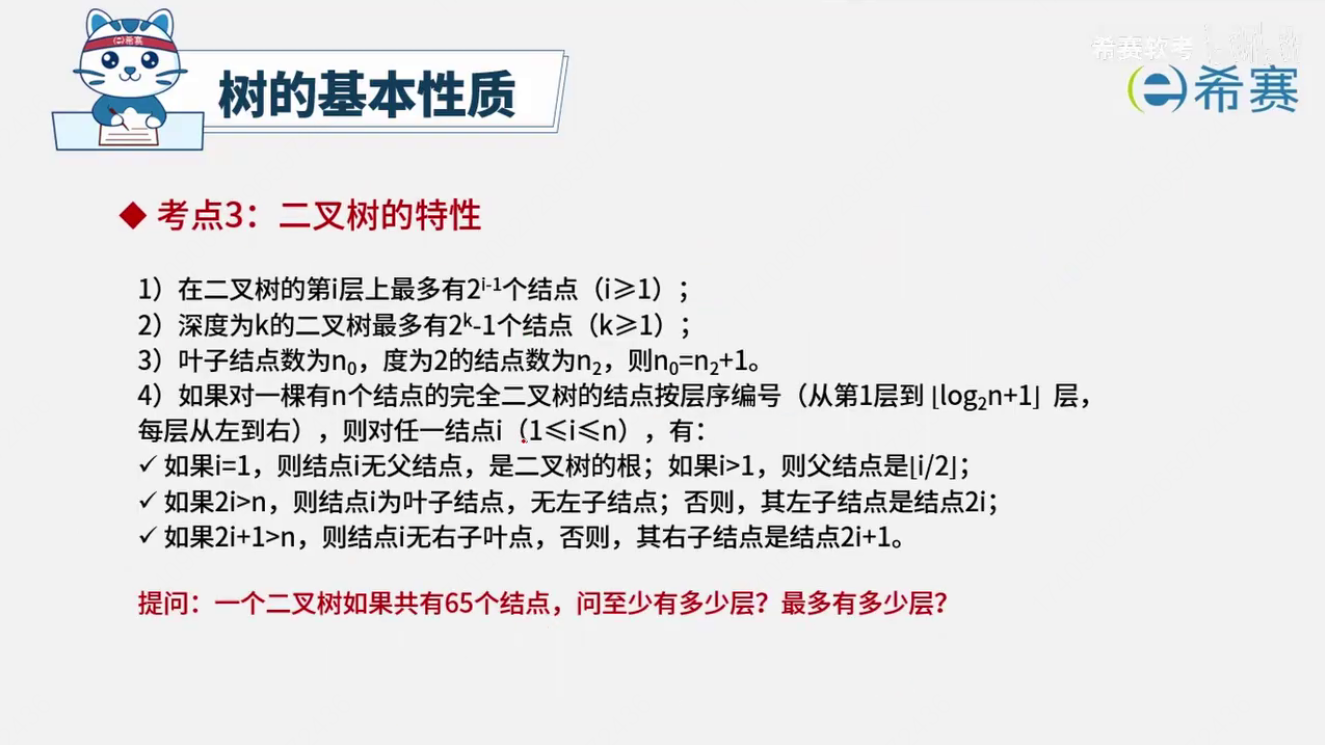 希赛
树的基本性质
希赛软考
希赛
◆ 考点3：二叉树的特性
1）在二叉树的第i层上最多有2ⁱ⁻¹个结点（i≥1）；
2）深度为k的二叉树最多有2ᵏ-1个结点（k≥1）；
3）叶子结点数为n₀，度为2的结点数为n₂，则n₀=n₂+1。
4）如果对一棵有n个结点的完全二叉树的结点按层序编号（从第1层到 ⌊log₂n+1⌋ 层，
每层从左到右），则对任一结点i（1≤i≤n），有：
✓ 如果i=1，则结点i无父结点，是二叉树的根；如果i>1，则父结点是⌊i/2⌋；
✓ 如果2i>n，则结点i为叶子结点，无左子结点；否则，其左子结点是结点2i；
✓ 如果2i+1>n，则结点i无右子叶点，否则，其右子结点是结点2i+1。
提问：一个二叉树如果共有65个结点，问至少有多少层？最多有多少层？